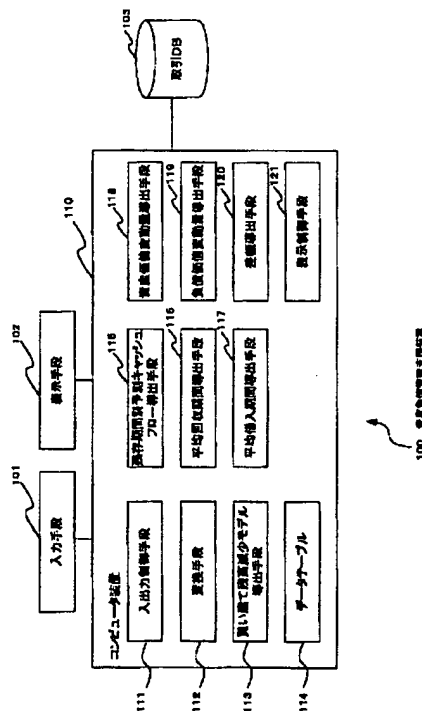 101
入力手段
102
表示手段
110
103
取引DB
コンピュータ装置
111
入出力制御手段
112
変換手段
113
買い建て残高減少モデル
導出手段
114
データテーブル
115
残存期間別予期キャッシュ
フロー導出手段
116
平均回収期間導出手段
117
平均借入期間導出手段
118
資産価値変動量導出手段
119
負債価値変動量導出手段
120
差額導出手段
121
表示制御手段
100